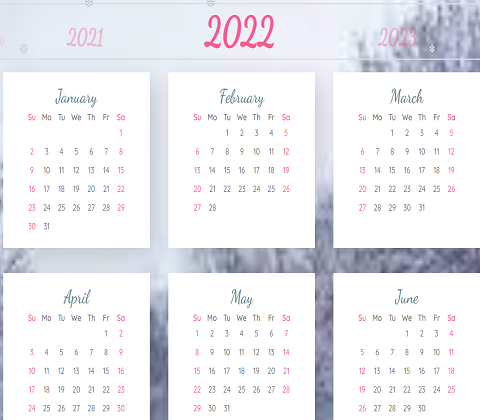 2021 2022 2023
January
Su Mo Tu We Th Fr Sa
1
2 3 4 5 6 7 8
9 10 11 12 13 14 15
16 17 18 19 20 21 22
23 24 25 26 27 28 29
30 31
February
Su Mo Tu We Th Fr Sa
1 2 3 4 5
6 7 8 9 10 11 12
13 14 15 16 17 18 19
20 21 22 23 24 25 26
27 28
March
Su Mo Tu We Th Fr Sa
1 2 3 4 5
6 7 8 9 10 11 12
13 14 15 16 17 18 19
20 21 22 23 24 25 26
27 28 29 30 31
April
Su Mo Tu We Th Fr Sa
1 2
3 4 5 6 7 8 9
10 11 12 13 14 15 16
17 18 19 20 21 22 23
24 25 26 27 28 29 30
May
Su Mo Tu We Th Fr Sa
1 2 3 4 5 6 7
8 9 10 11 12 13 14
15 16 17 18 19 20 21
22 23 24 25 26 27 28
29 30 31
June
Su Mo Tu We Th Fr Sa
1 2 3 4
5 6 7 8 9 10 11
12 13 14 15 16 17 18
19 20 21 22 23 24 25
26 27 28 29 30